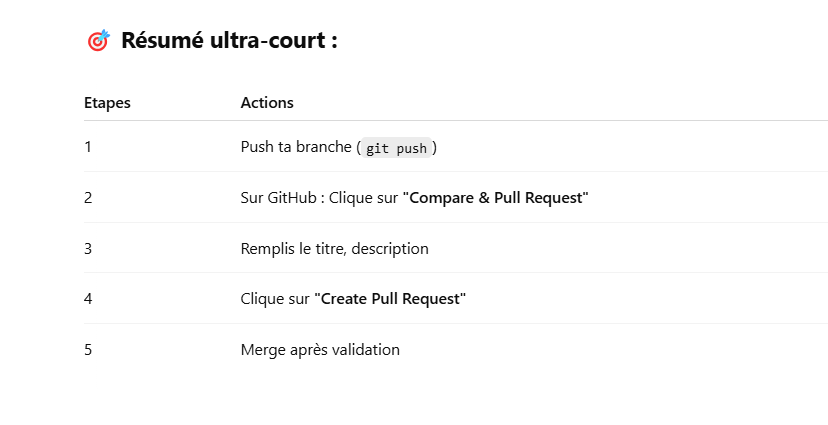 🎯 Résumé ultra-court :
Etapes Actions
1 Push ta branche (git push)
2 Sur GitHub : Clique sur "Compare & Pull Request"
3 Remplis le titre, description
4 Clique sur "Create Pull Request"
5 Merge après validation